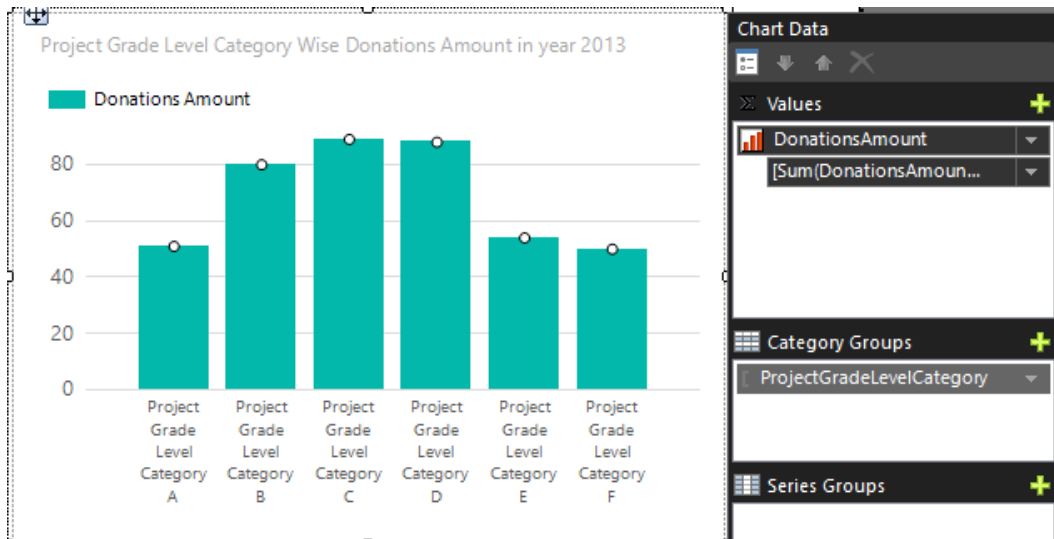 Project Grade Level Category Wise Donations Amount in year 2013
Donations Amount
80
60
40
20
0
Project Grade Level Category A
Project Grade Level Category B
Project Grade Level Category C
Project Grade Level Category D
Project Grade Level Category E
Project Grade Level Category F
Chart Data
Values
DonationsAmount
[Sum(DonationsAmoun...
Category Groups
ProjectGradeLevelCategory
Series Groups